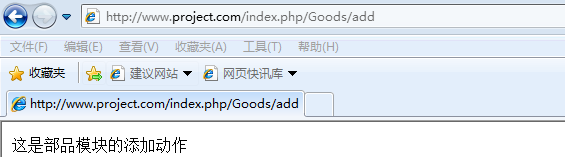 http://www.project.com/index.php/Goods/add
文件(F) 编辑(E) 查看(V) 收藏夹(A) 工具(T) 帮助(H)
收藏夹 建议网站 网页快讯库
http://www.project.com/index.php/Goods/add
这是部品模块的添加动作